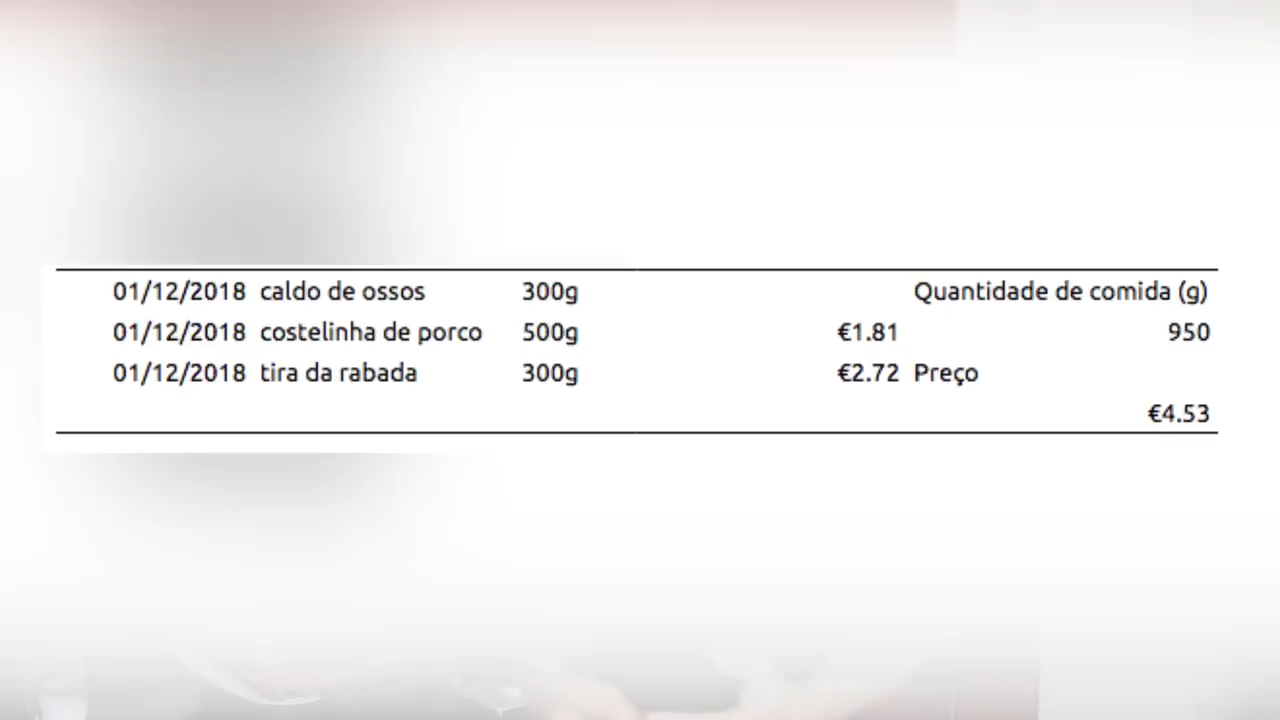 01/12/2018 caldo de ossos 300g Quantidade de comida (g)
01/12/2018 costelinha de porco 500g €1.81 950
01/12/2018 tira da rabada 300g €2.72 Preço
€4.53